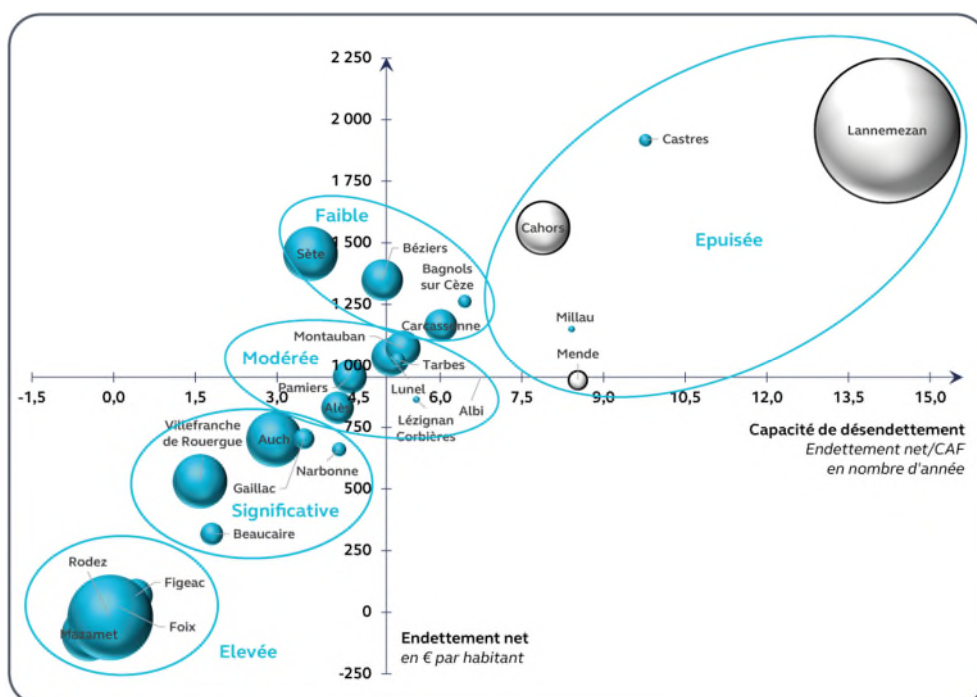 2 250
2 000
1 750
1 500
1 250
1 000
750
500
250
0
-250
-1,5
0,0
1,5
3,0
4,5
6,0
7,5
9,0
10,5
12,0
13,5
15,0
Lannemezan
Castres
Cahors
Epuisée
Millau
Mende
Faible
Sète
Béziers
Bagnols
sur Cèze
Carcassonne
Montauban
Modérée
Tarbes
Pamiers
Lunel
Alès
Lézignan
Corbières
Albi
Villefranche
de Rouergue
Auch
Narbonne
Gaillac
Significative
Beaucaire
Rodez
Figeac
Foix
Mazamet
Elevée
Capacité de désendettement
Endettement net/CAF
en nombre d'année
Endettement net
en € par habitant